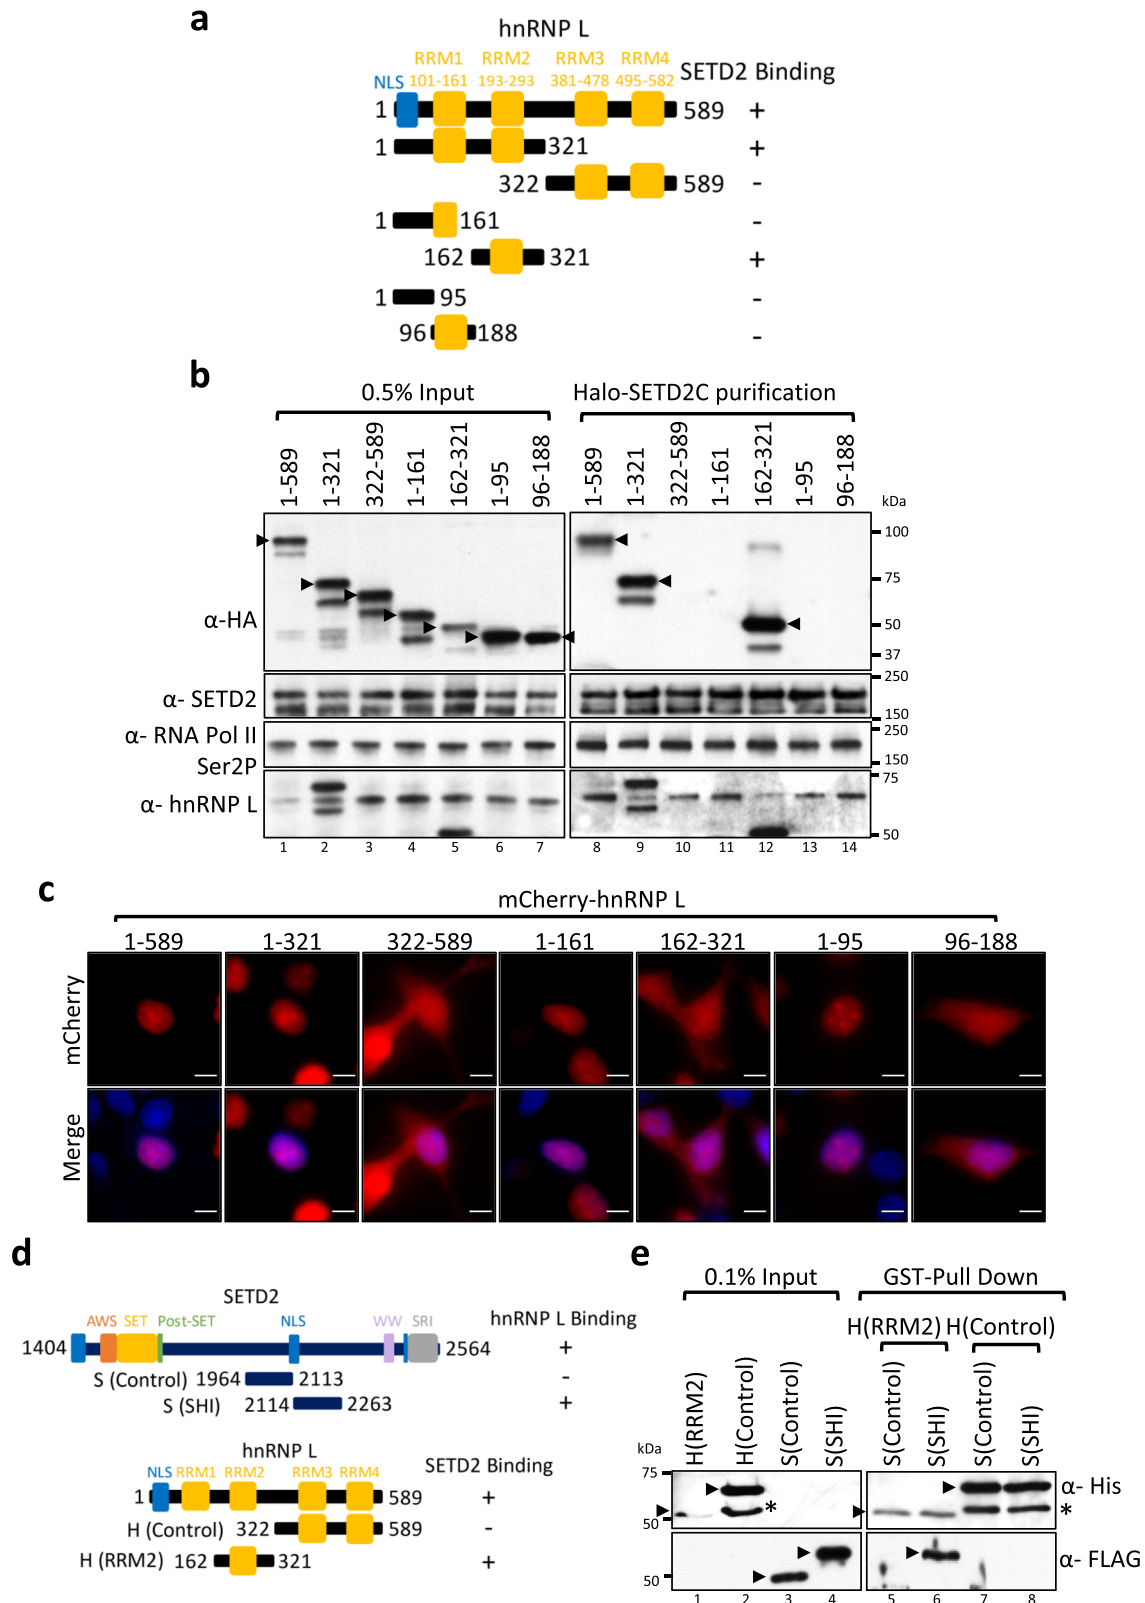 a
hnRNP L
RRM1 RRM2 RRM3 RRM4
NLS 101-161 193-293 381-478 495-582 SETD2 Binding
1 589 +
1 321 +
322 589 -
1 161 -
162 321 +
1 95 -
96 188 -
b
0.5% Input Halo-SETD2C purification
1-589 1-321 322-589 1-161 162-321 1-95 96-188 1-589 1-321 322-589 1-161 162-321 1-95 96-188
kDa
100
75
α-HA 50
37
250
α- SETD2
150
α- RNA Pol II 250
Ser2P 150
75
α- hnRNP L
50
1 2 3 4 5 6 7 8 9 10 11 12 13 14
c
mCherry-hnRNP L
1-589 1-321 322-589 1-161 162-321 1-95 96-188
mCherry
Merge
d
SETD2
AWS SET Post-SET NLS WW SRI hnRNP L Binding
1404 2564 +
S (Control) 1964 2113 -
S (SHI) 2114 2263 +
hnRNP L
NLS RRM1 RRM2 RRM3 RRM4 SETD2 Binding
1 589 +
H (Control) 322 589 -
H (RRM2) 162 321 +
e
0.1% Input GST-Pull Down
H(RRM2) H(Control)
H(RRM2) H(Control) S(Control) S(SHI) S(Control) S(SHI) S(Control) S(SHI)
kDa
75
α- His
* *
50
α- FLAG
50
1 2 3 4 5 6 7 8